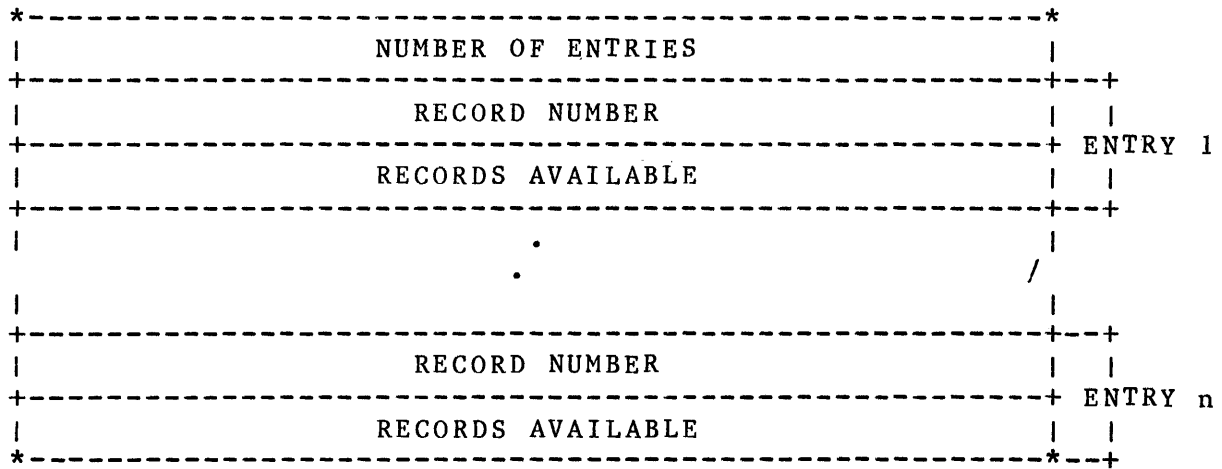 NUMBER OF ENTRIES
RECORD NUMBER
ENTRY 1
RECORDS AVAILABLE
.
.
/
RECORD NUMBER
ENTRY n
RECORDS AVAILABLE